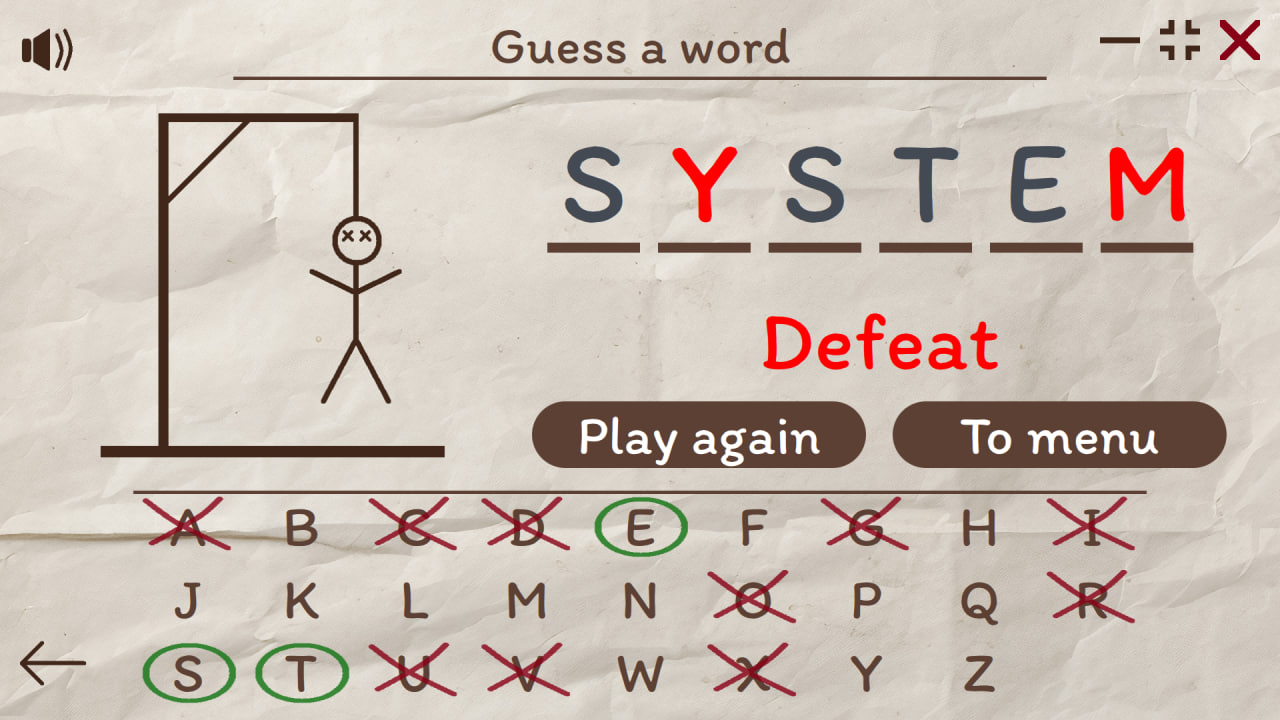 Guess a word
S Y S T E M
Defeat
Play again To menu
A B C D E F G H I
J K L M N O P Q R
S T U V W X Y Z